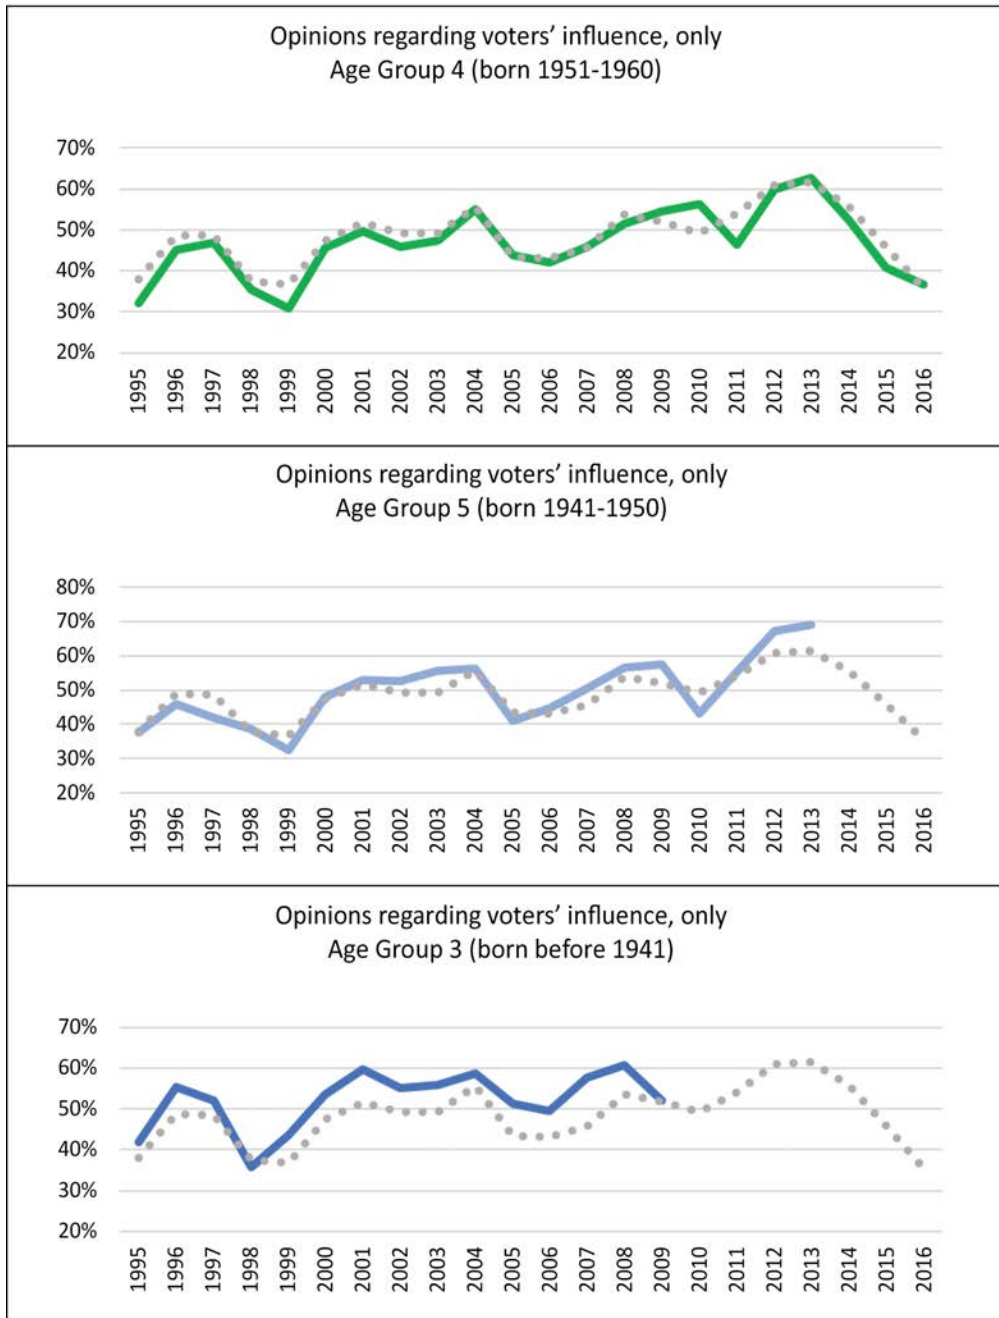 Opinions regarding voters’ influence, only
Age Group 4 (born 1951-1960)
70%
60%
50%
40%
30%
20%
1995 1996 1997 1998 1999 2000 2001 2002 2003 2004 2005 2006 2007 2008 2009 2010 2011 2012 2013 2014 2015 2016
Opinions regarding voters’ influence, only
Age Group 5 (born 1941-1950)
80%
70%
60%
50%
40%
30%
20%
1995 1996 1997 1998 1999 2000 2001 2002 2003 2004 2005 2006 2007 2008 2009 2010 2011 2012 2013 2014 2015 2016
Opinions regarding voters’ influence, only
Age Group 3 (born before 1941)
70%
60%
50%
40%
30%
20%
1995 1996 1997 1998 1999 2000 2001 2002 2003 2004 2005 2006 2007 2008 2009 2010 2011 2012 2013 2014 2015 2016